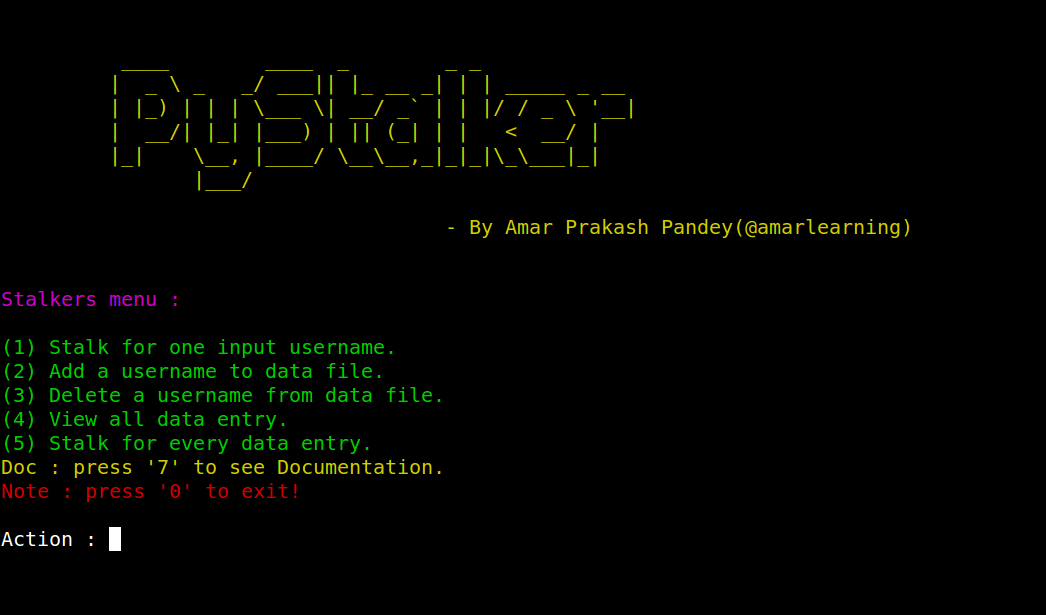 PyStalker
- By Amar Prakash Pandey(@amarlearning)
Stalkers menu :
(1) Stalk for one input username.
(2) Add a username to data file.
(3) Delete a username from data file.
(4) View all data entry.
(5) Stalk for every data entry.
Doc : press '7' to see Documentation.
Note : press '0' to exit!
Action :